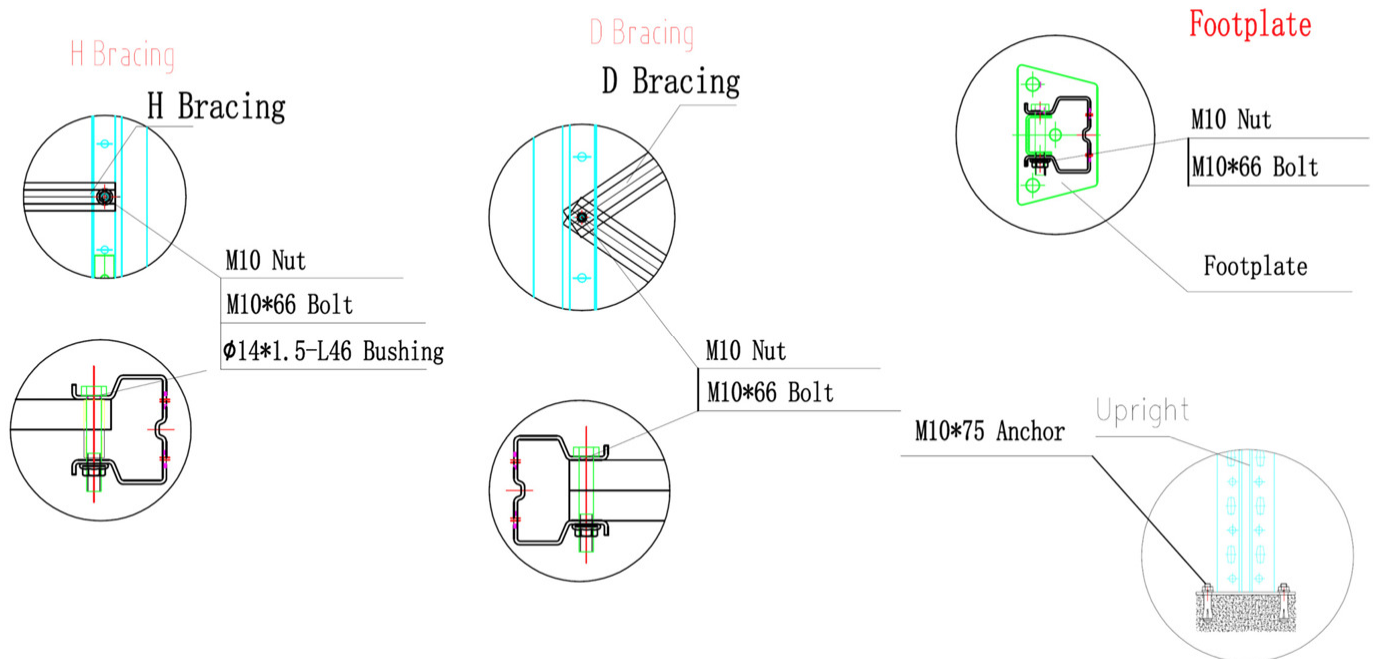 H Bracing
H Bracing
M10 Nut
M10*66 Bolt
ϕ14*1.5-L46 Bushing
D Bracing
D Bracing
M10 Nut
M10*66 Bolt
Footplate
M10 Nut
M10*66 Bolt
Footplate
M10*75 Anchor
Upright